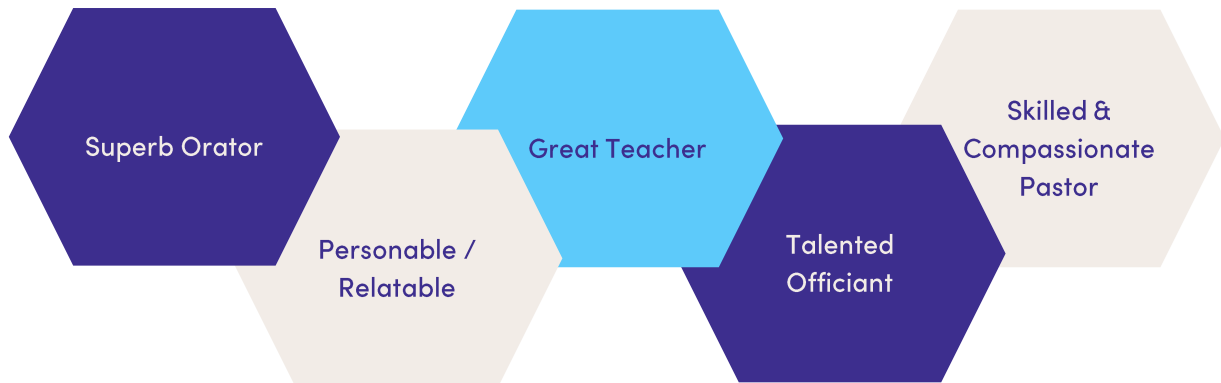 Superb Orator
Personable /
Relatable
Great Teacher
Talented
Officiant
Skilled &
Compassionate
Pastor